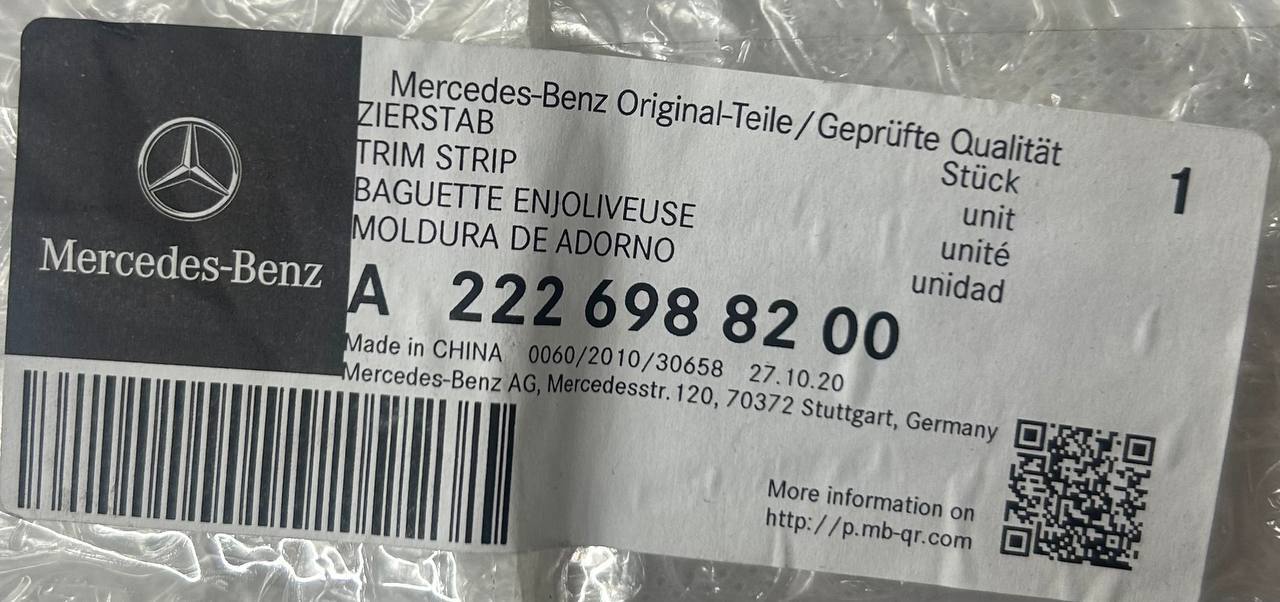 Mercedes-Benz
Mercedes-Benz Original-Teile/Geprüfte Qualität
ZIERSTAB
TRIM STRIP
BAGUETTE ENJOLIVEUSE
MOLDURA DE ADORNO
Stück
unit
unité
unidad
1
A 222 698 82 00
Made in CHINA 0060/2010/30658 27.10.20
Mercedes-Benz AG, Mercedesstr. 120, 70372 Stuttgart, Germany
More information on
http://p.mb-qr.com